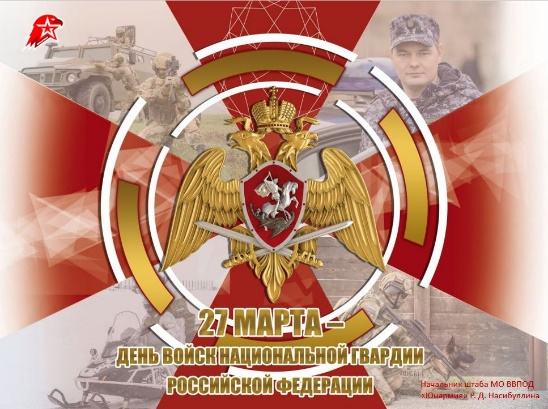 27 МАРТА –
ДЕНЬ ВОЙСК НАЦИОНАЛЬНОЙ ГВАРДИИ
РОССИЙСКОЙ ФЕДЕРАЦИИ
Начальник штаба МО ВВПОД
«Юнармия» Р. Д. Насибуллина